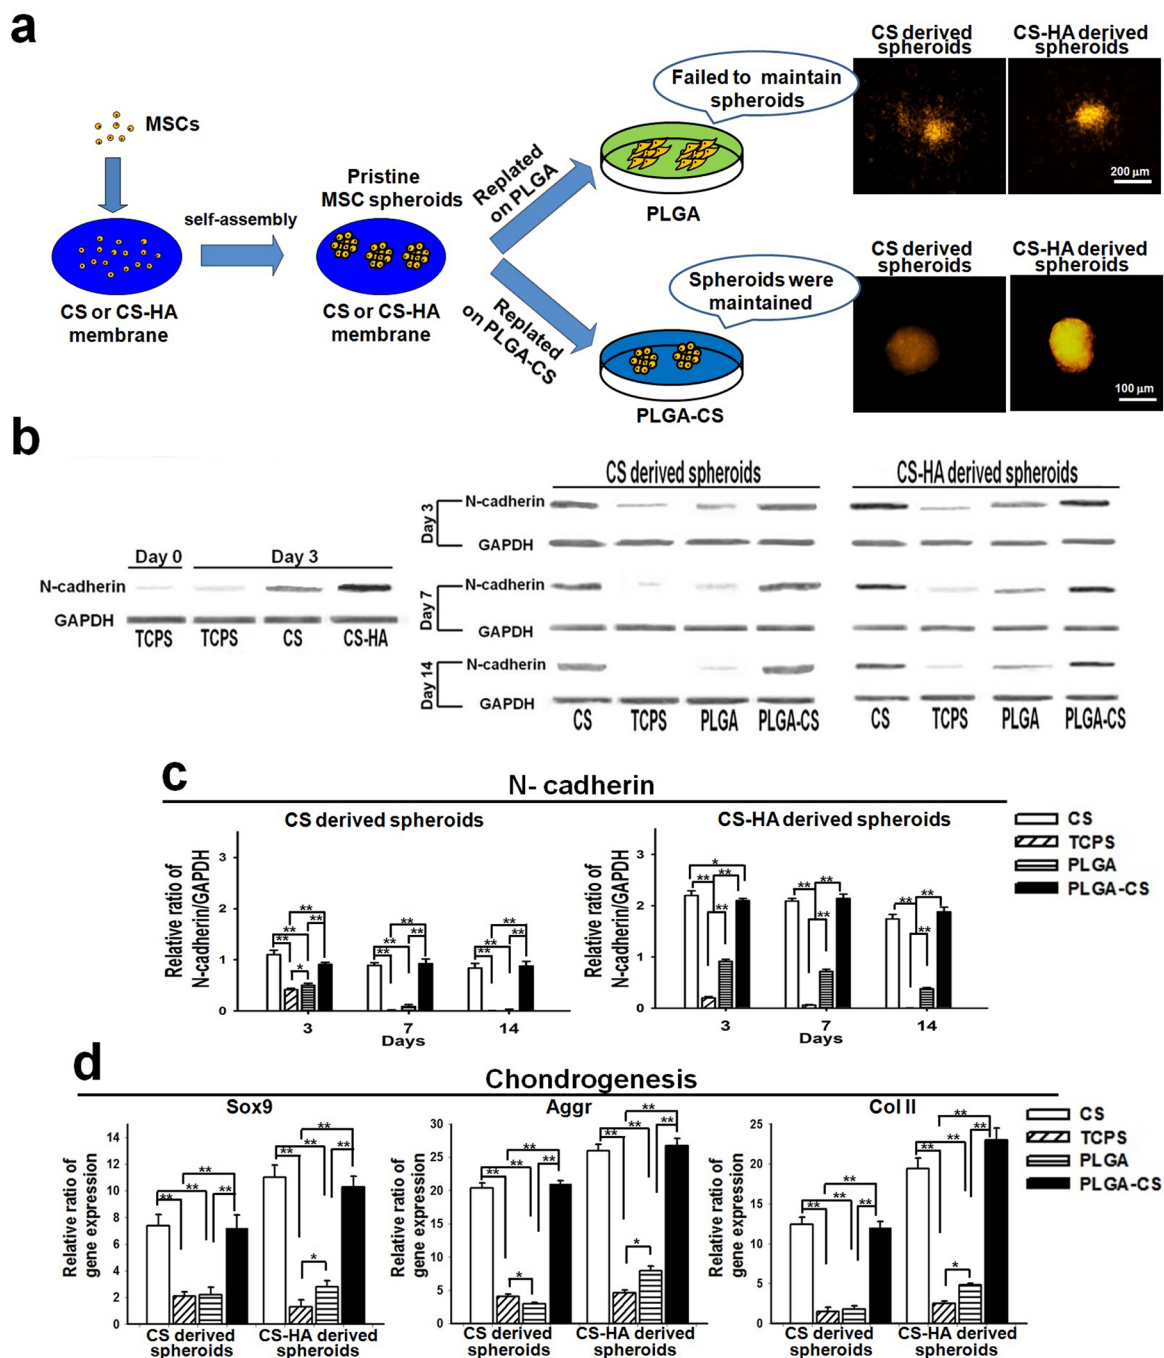 a
CS derived
spheroids
CS-HA derived
spheroids
Failed to maintain
spheroids
MSCs
200 μm
Replated
on PLGA
Pristine
MSC spheroids
PLGA
self-assembly
CS derived
spheroids
CS-HA derived
spheroids
Spheroids were
maintained
CS or CS-HA
membrane
CS or CS-HA
membrane
Replated
on PLGA-CS
100 μm
PLGA-CS
b
CS derived spheroids
CS-HA derived spheroids
Day 3
N-cadherin
GAPDH
Day 0
Day 3
N-cadherin
GAPDH
TCPS
TCPS
CS
CS-HA
Day 7
N-cadherin
GAPDH
Day 14
N-cadherin
GAPDH
CS
TCPS
PLGA
PLGA-CS
CS
TCPS
PLGA
PLGA-CS
c
N- cadherin
CS derived spheroids
Relative ratio of
N-cadherin/GAPDH
3
2
1
0
** ** ** ** ** *
** ** ** **
** ** ** **
3 7 14
Days
CS-HA derived spheroids
Relative ratio of
N-cadherin/GAPDH
3
2
1
0
* ** ** **
** ** **
** ** **
3 7 14
Days
CS
TCPS
PLGA
PLGA-CS
d
Chondrogenesis
Sox9
Relative ratio of
gene expression
14
12
10
8
6
4
2
0
** ** ** **
** ** ** ** *
CS derived
spheroids
CS-HA derived
spheroids
Aggr
Relative ratio of
gene expression
30
25
20
15
10
5
0
** ** ** ** *
** ** ** ** *
CS derived
spheroids
CS-HA derived
spheroids
Col II
Relative ratio of
gene expression
25
20
15
10
5
0
** ** ** **
** ** ** ** *
CS derived
spheroids
CS-HA derived
spheroids
CS
TCPS
PLGA
PLGA-CS